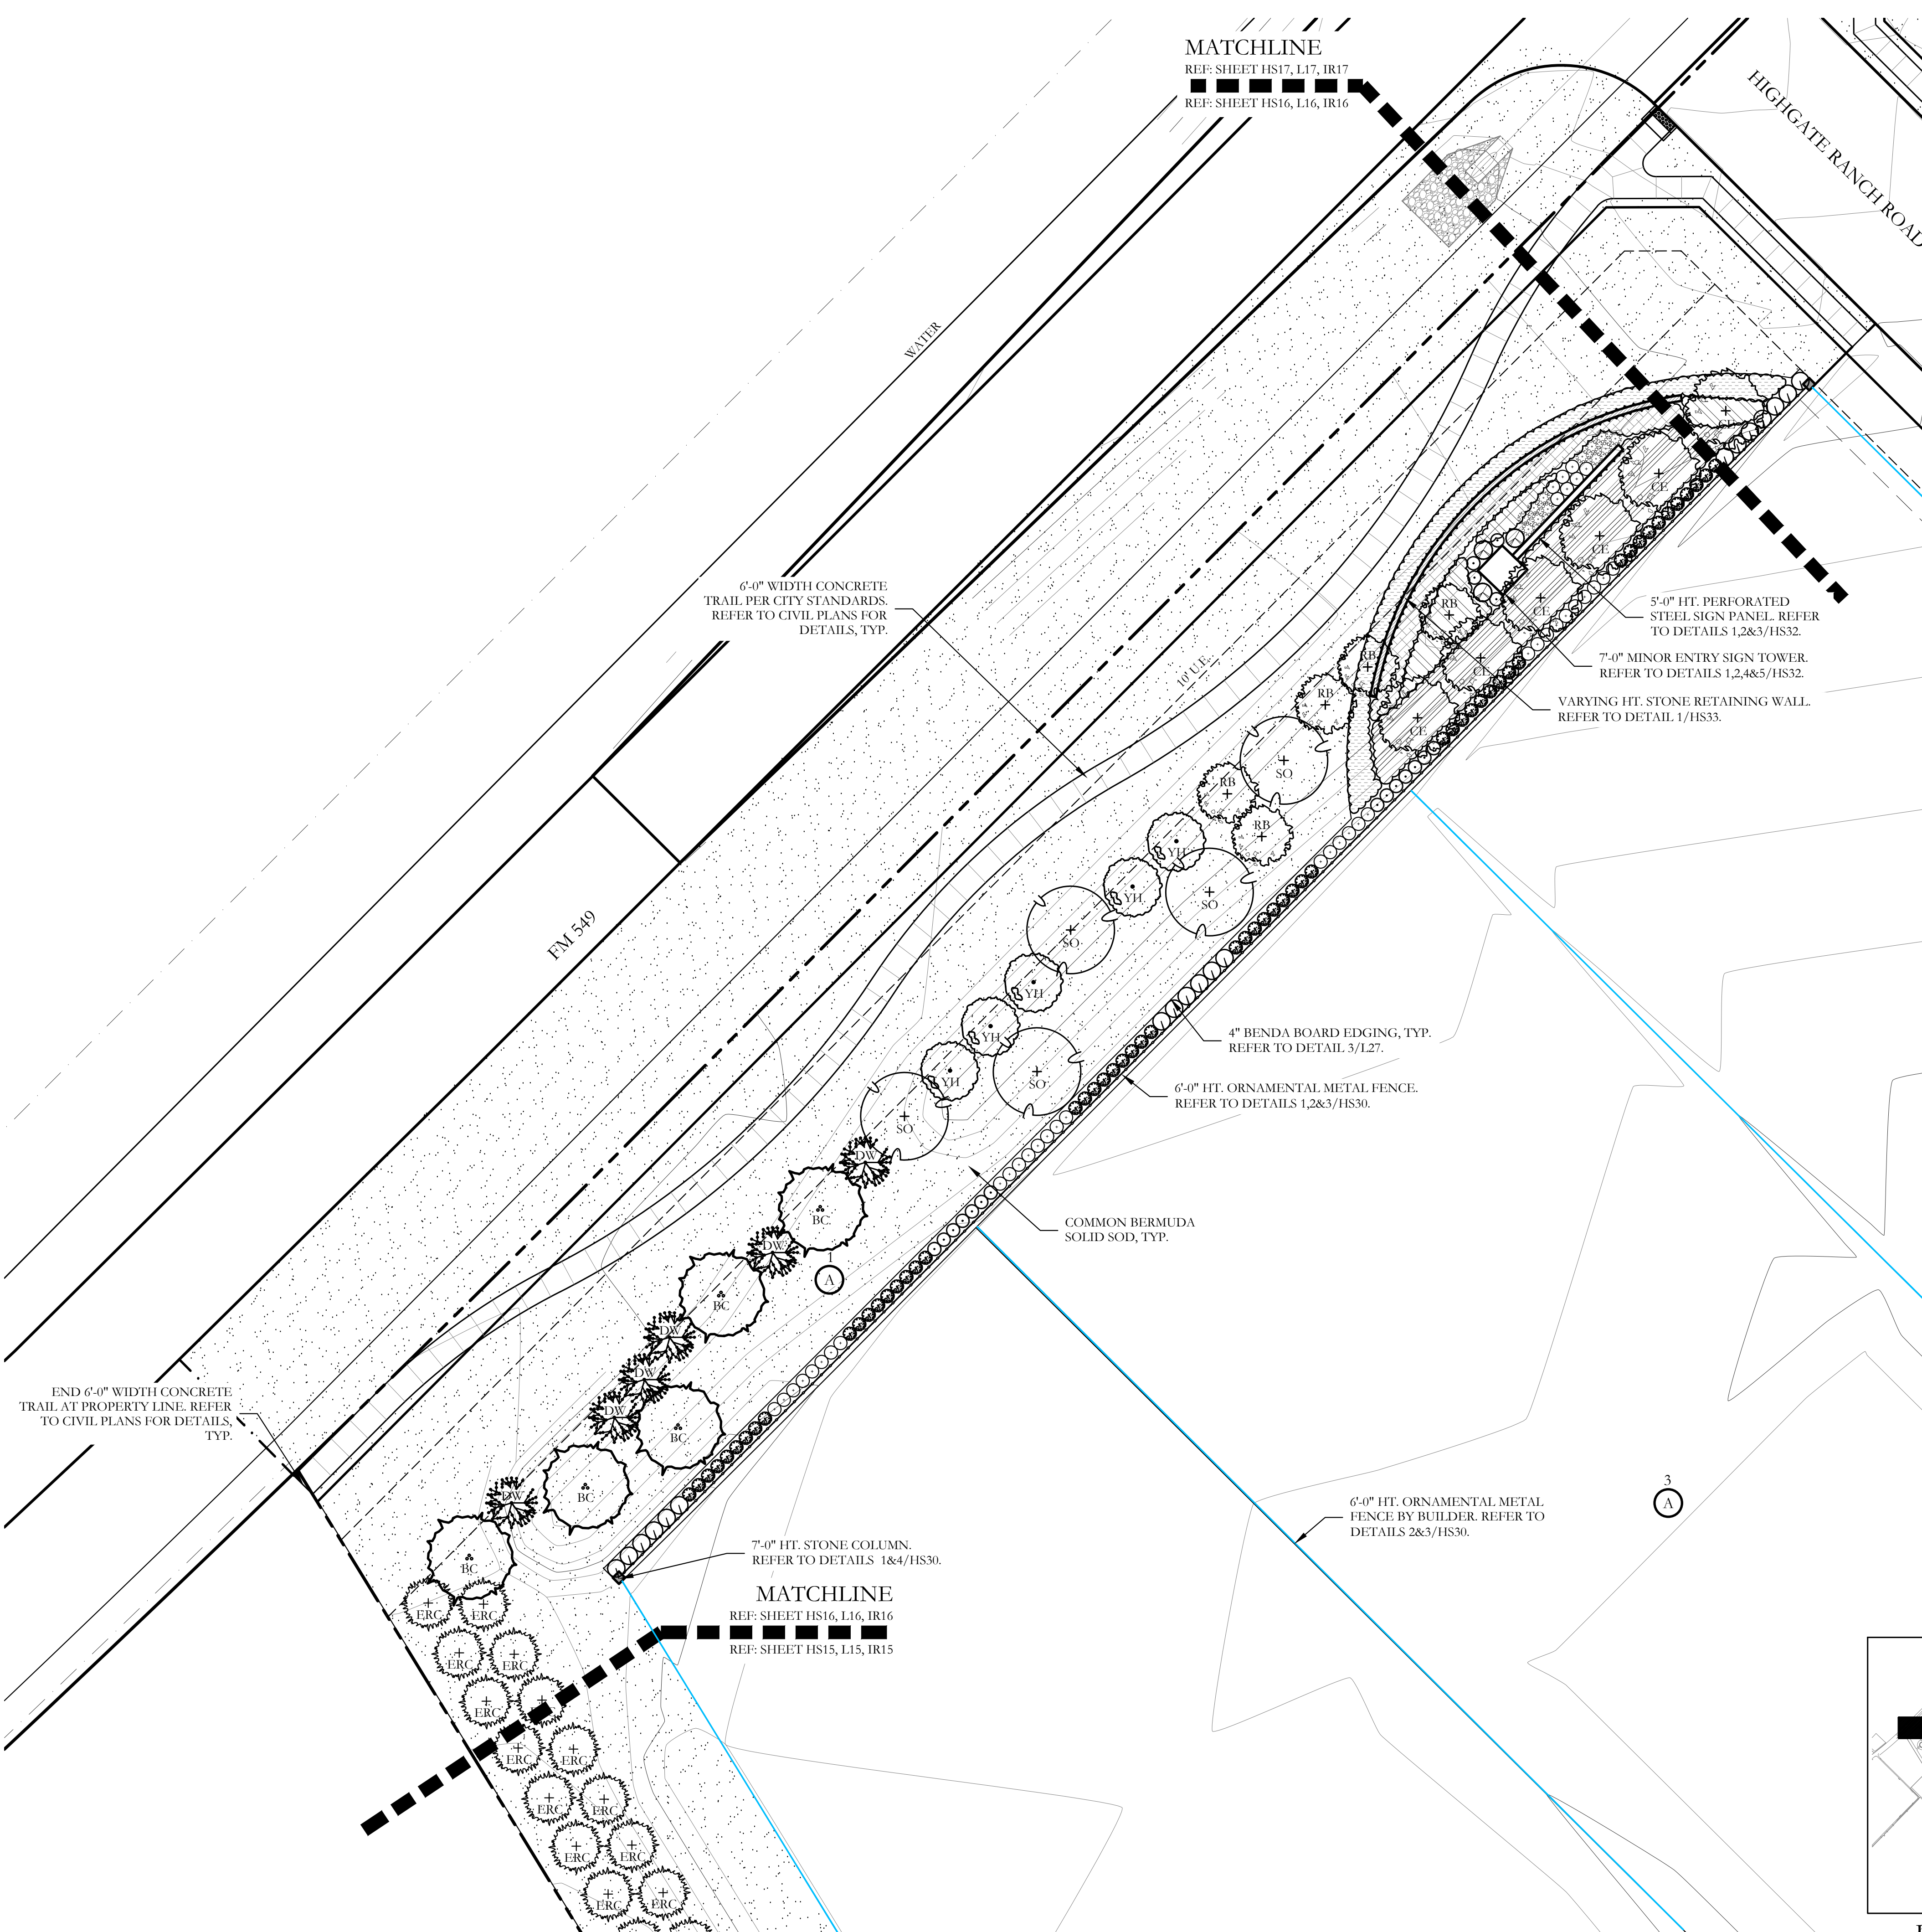 MATCHLINE
REF: SHEET HS17, L17, IR17
REF: SHEET HS16, L16, IR16
HIGHGATE RANCH ROAD
WATER
6'-0" WIDTH CONCRETE
TRAIL PER CITY STANDARDS.
REFER TO CIVIL PLANS FOR
DETAILS, TYP.
10' U.E.
CE
CE
CE
CE
CE
CE
RB
RB
RB
RB
RB
5'-0" HT. PERFORATED
STEEL SIGN PANEL. REFER
TO DETAILS 1,2&3/HS32.
7'-0" MINOR ENTRY SIGN TOWER.
REFER TO DETAILS 1,2,4&5/HS32.
VARYING HT. STONE RETAINING WALL.
REFER TO DETAIL 1/HS33.
SO
SO
SO
SO
SO
YH
YH
YH
YH
YH
FM 549
4" BENDA BOARD EDGING, TYP.
REFER TO DETAIL 3/L27.
6'-0" HT. ORNAMENTAL METAL FENCE.
REFER TO DETAILS 1,2&3/HS30.
COMMON BERMUDA
SOLID SOD, TYP.
DW
BC
DW
1
A
BC
DW
DW
DW
BC
BC
DW
BC
END 6'-0" WIDTH CONCRETE
TRAIL AT PROPERTY LINE. REFER
TO CIVIL PLANS FOR DETAILS,
TYP.
3
A
6'-0" HT. ORNAMENTAL METAL
FENCE BY BUILDER. REFER TO
DETAILS 2&3/HS30.
7'-0" HT. STONE COLUMN.
REFER TO DETAILS 1&4/HS30.
MATCHLINE
REF: SHEET HS16, L16, IR16
REF: SHEET HS15, L15, IR15
ERC
ERC
ERC
ERC
ERC
ERC
ERC
ERC
ERC
ERC
ERC
ERC
ERC